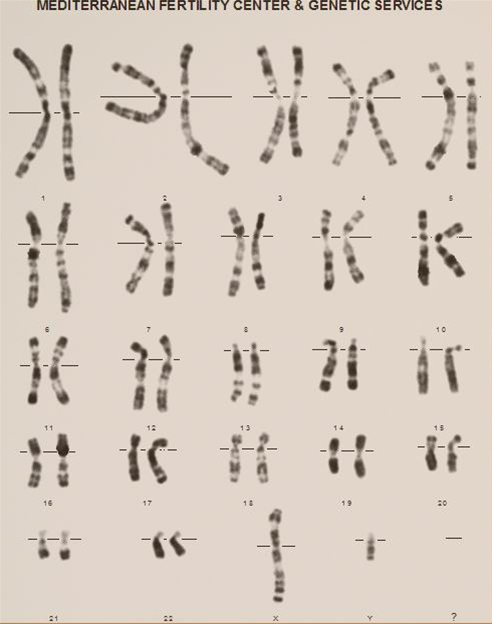 MEDITERRANEAN FERTILITY CENTER & GENETIC SERVICES
1 2 3 4 5
6 7 8 9 10
11 12 13 14 15
16 17 18 19 20
21 22 X Y ?